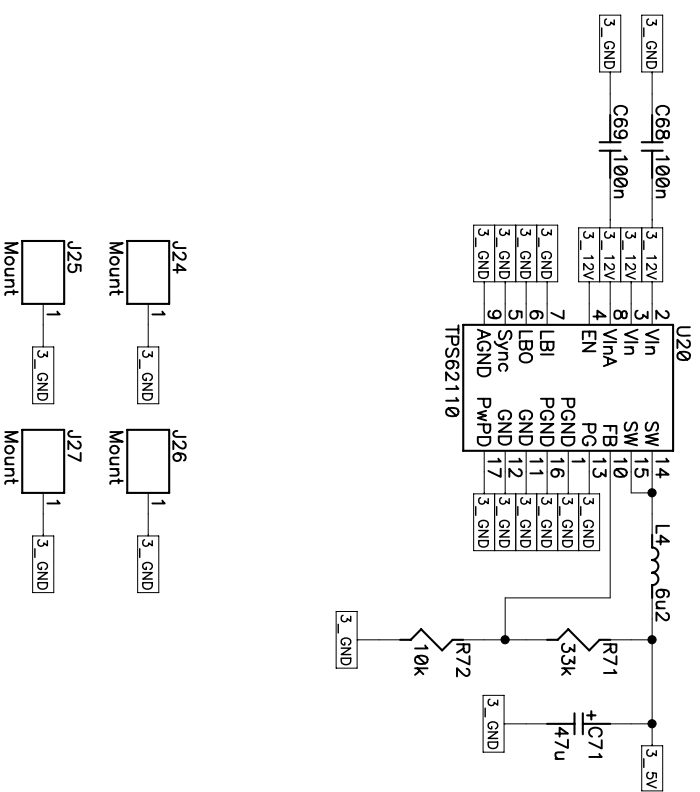 3_GND
C68
100n
3_GND
C69
100n
3_12V
3_12V
3_12V
3_12V
3_GND
3_GND
3_GND
3_GND
U20
2 VIn
3 VIn
8 VInA
4 EN
7 LBI
6 LBO
5 Sync
9 AGND
TPS62110
SW 14
SW 15
FB 10
PG 13
PGND 1
PGND 16
GND 11
GND 12
PwPD 17
3_GND
3_GND
3_GND
3_GND
3_GND
3_GND
L4
6u2
R71
33k
R72
10k
3_GND
+
C71
47u
3_GND
3_5V
J24
1
3_GND
Mount
J25
1
3_GND
Mount
J26
1
3_GND
Mount
J27
1
3_GND
Mount